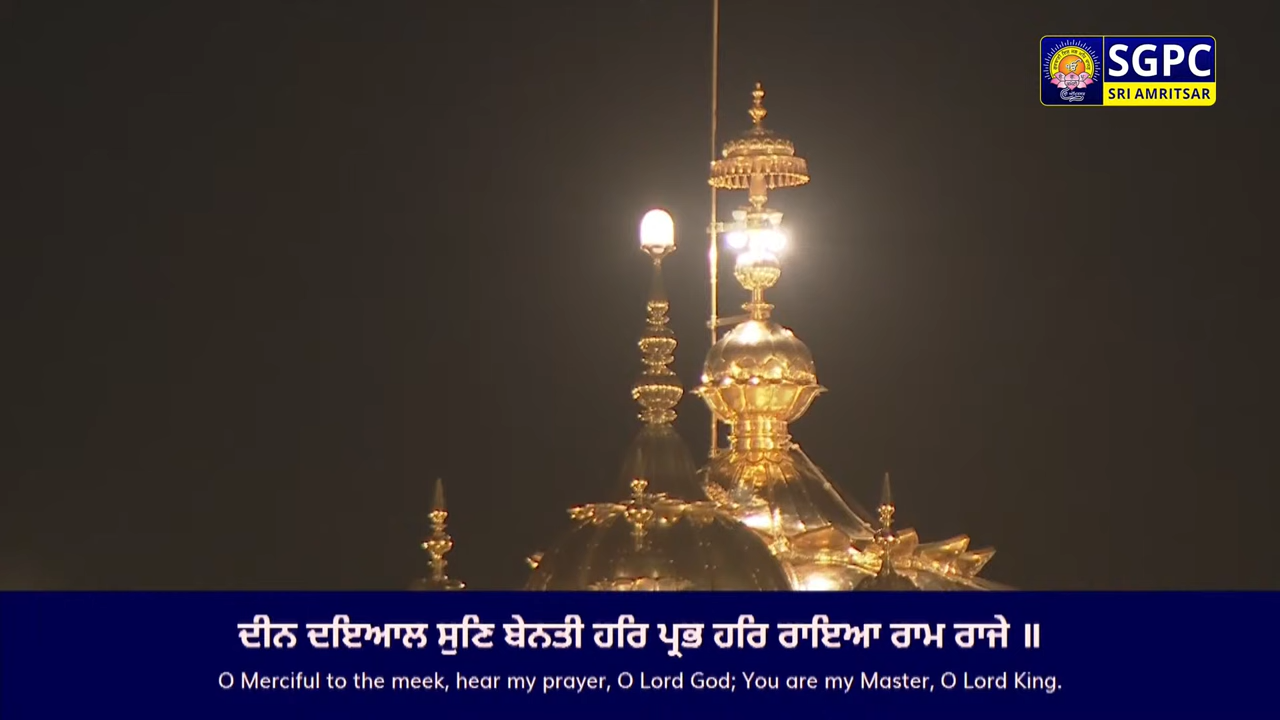 SGPC
SRI AMRITSAR
ਦੀਨ ਦਇਆਲ ਸੁਣਿ ਬੇਨਤੀ ਹਰਿ ਪ੍ਰਭ ਹਰਿ ਰਾਇਆ ਰਾਮ ਰਾਜੇ ॥
O Merciful to the meek, hear my prayer, O Lord God; You are my Master, O Lord King.